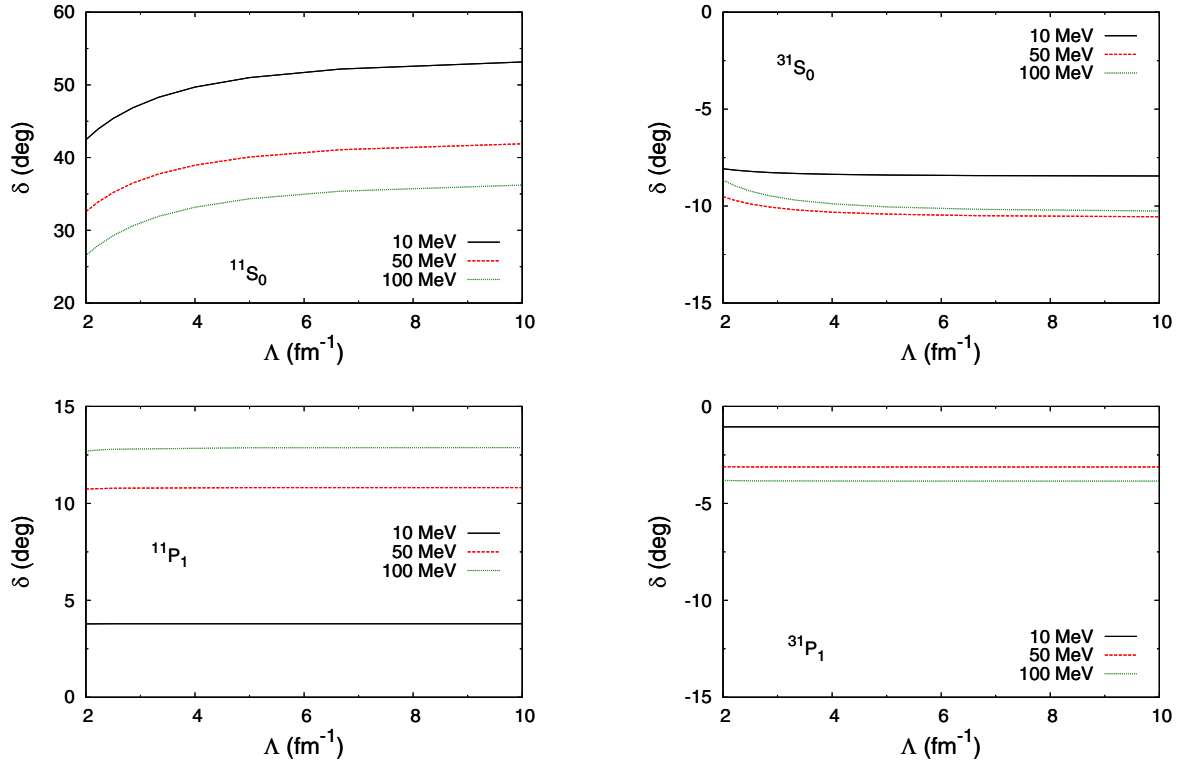 60
50
40
30
20
δ (deg)
10 MeV
50 MeV
100 MeV
¹¹S₀
2 4 6 8 10
Λ (fm⁻¹)
0
-5
-10
-15
δ (deg)
10 MeV
50 MeV
100 MeV
³¹S₀
2 4 6 8 10
Λ (fm⁻¹)
15
10
5
0
δ (deg)
10 MeV
50 MeV
100 MeV
¹¹P₁
2 4 6 8 10
Λ (fm⁻¹)
0
-5
-10
-15
δ (deg)
10 MeV
50 MeV
100 MeV
³¹P₁
2 4 6 8 10
Λ (fm⁻¹)